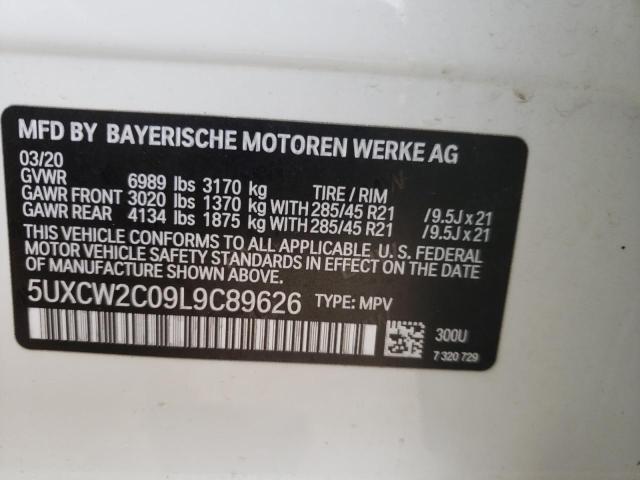 MFD BY BAYERISCHE MOTOREN WERKE AG
03/20
GVWR 6989 lbs 3170 kg TIRE / RIM
GAWR FRONT 3020 lbs 1370 kg WITH 285/45 R21 /9.5J x 21
GAWR REAR 4134 lbs 1875 kg WITH 285/45 R21 /9.5J x 21
THIS VEHICLE CONFORMS TO ALL APPLICABLE U. S. FEDERAL
MOTOR VEHICLE SAFETY STANDARDS IN EFFECT ON THE DATE
OF MANUFACTURE SHOWN ABOVE.
5UXCW2C09L9C89626 TYPE: MPV
300U
7 320 729